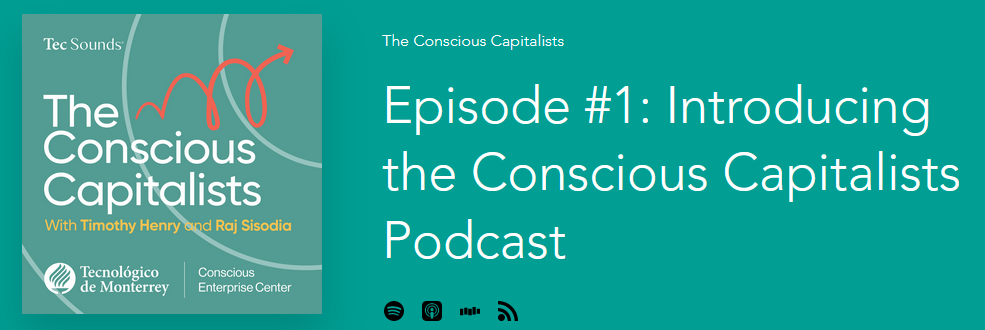 Tec Sounds
The
Conscious
Capitalists
With Timothy Henry and Raj Sisodia
Tecnológico
de Monterrey
Conscious
Enterprise Center
The Conscious Capitalists
Episode #1: Introducing
the Conscious Capitalists
Podcast